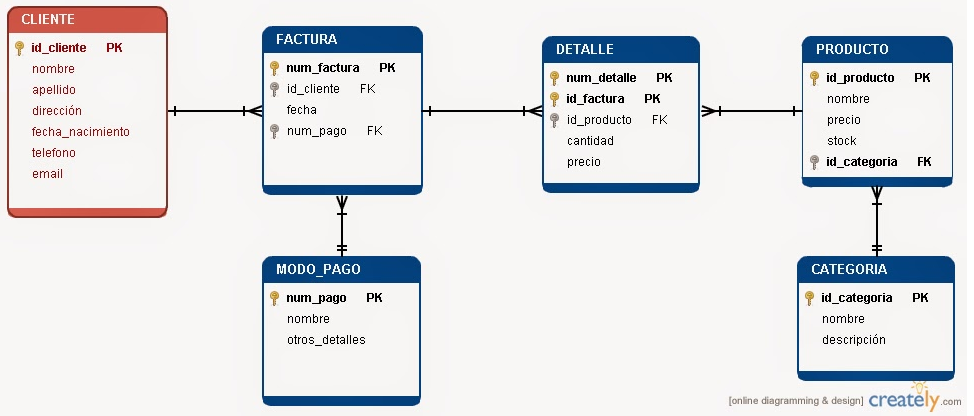 CLIENTE
id_cliente PK
nombre
apellido
dirección
fecha_nacimiento
telefono
email
FACTURA
num_factura PK
id_cliente FK
fecha
num_pago FK
DETALLE
num_detalle PK
id_factura PK
id_producto FK
cantidad
precio
PRODUCTO
id_producto PK
nombre
precio
stock
id_categoria FK
MODO_PAGO
num_pago PK
nombre
otros_detalles
CATEGORIA
id_categoria PK
nombre
descripción
[online diagramming & design] creately.com